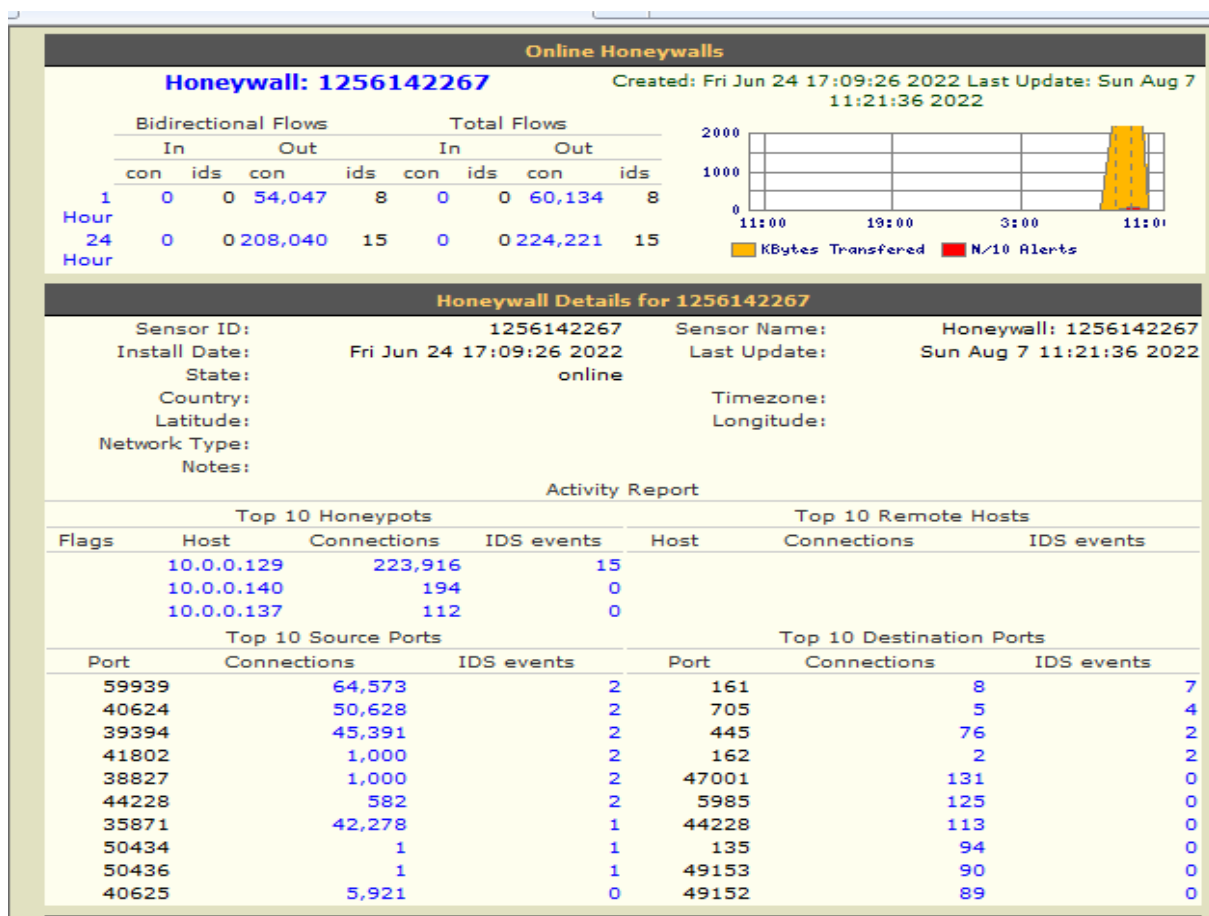 Online Honeywalls
Honeywall: 1256142267
Created: Fri Jun 24 17:09:26 2022 Last Update: Sun Aug 7
11:21:36 2022
Bidirectional Flows Total Flows
In Out In Out
con ids con ids con ids con ids
1 Hour 0 0 54,047 8 0 0 60,134 8
24 Hour 0 0 208,040 15 0 0 224,221 15
2000
1000
0
11:00 19:00 3:00 11:0
KBytes Transfered N/10 Alerts
Honeywall Details for 1256142267
Sensor ID: 1256142267 Sensor Name: Honeywall: 1256142267
Install Date: Fri Jun 24 17:09:26 2022 Last Update: Sun Aug 7 11:21:36 2022
State: online
Country: Timezone:
Latitude: Longitude:
Network Type:
Notes:
Activity Report
Top 10 Honeypots Top 10 Remote Hosts
Flags Host Connections IDS events Host Connections IDS events
10.0.0.129 223,916 15
10.0.0.140 194 0
10.0.0.137 112 0
Top 10 Source Ports Top 10 Destination Ports
Port Connections IDS events Port Connections IDS events
59939 64,573 2 161 8 7
40624 50,628 2 705 5 4
39394 45,391 2 445 76 2
41802 1,000 2 162 2 2
38827 1,000 2 47001 131 0
44228 582 2 5985 125 0
35871 42,278 1 44228 113 0
50434 1 1 135 94 0
50436 1 1 49153 90 0
40625 5,921 0 49152 89 0